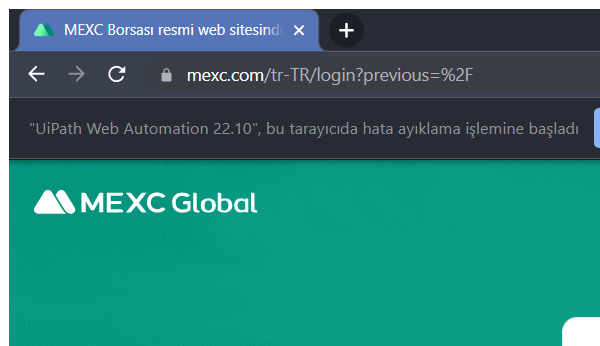 MEXC Borsası resmi web sitesind
mexc.com/tr-TR/login?previous=%2F
"UiPath Web Automation 22.10", bu tarayıcıda hata ayıklama işlemine başladı
MEXC Global